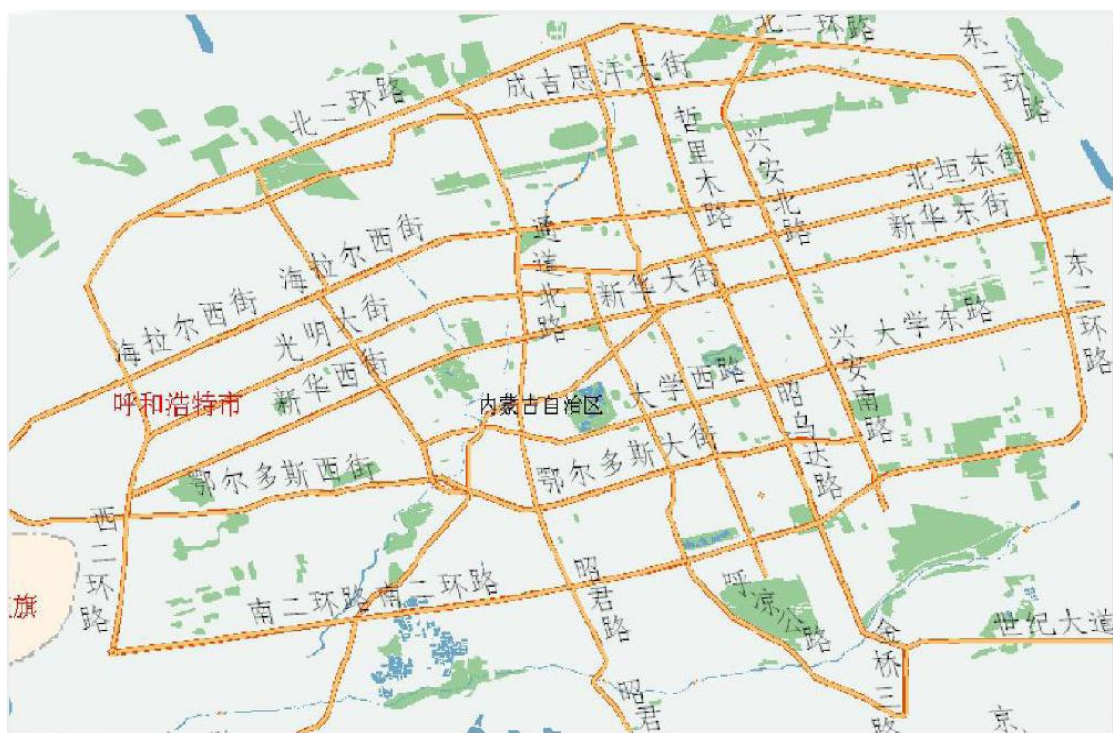 北二环路
东二环路
成吉思汗大街
北二环路
哲里木路
兴安北路
北垣东街
新华东街
通道北路
海拉尔西街
新华大街
东二环路
海拉尔西街
光明大街
新华西街
兴安南路
大学东路
呼和浩特市
内蒙古自治区
大学西路
昭乌达路
鄂尔多斯西街
鄂尔多斯大街
西二环路
旗
南二环路
南二环路
昭君路
呼凉公路
金桥三路
世纪大道
昭君
京